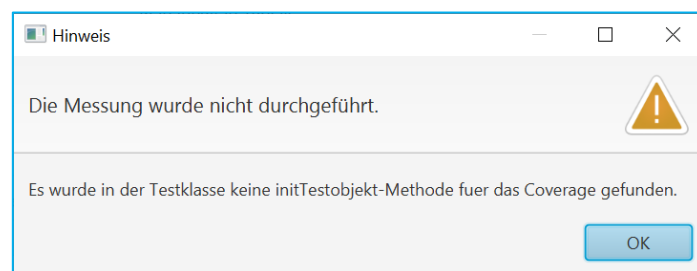 Hinweis
Die Messung wurde nicht durchgeführt.
Es wurde in der Testklasse keine initTestobjekt-Methode fuer das Coverage gefunden.
OK